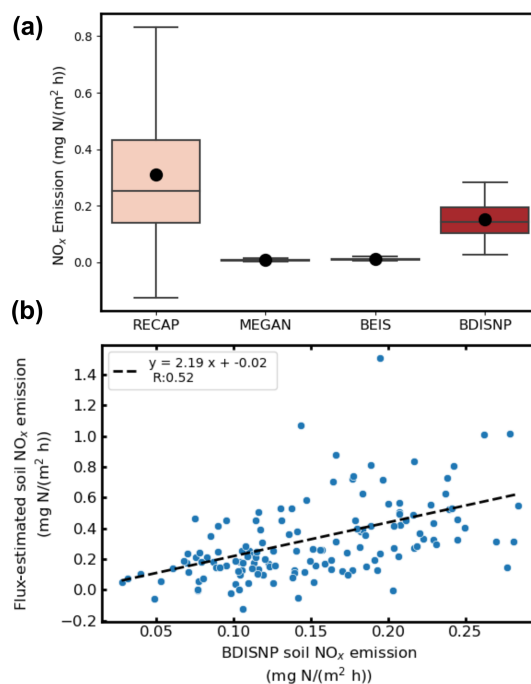 (a)
NOₓ Emission (mg N/(m² h))
0.8
0.6
0.4
0.2
0.0
RECAP MEGAN BEIS BDISNP
(b)
y = 2.19 x + -0.02
R:0.52
Flux-estimated soil NOₓ emission
(mg N/(m² h))
1.4
1.2
1.0
0.8
0.6
0.4
0.2
0.0
−0.2
0.05 0.10 0.15 0.20 0.25
BDISNP soil NOₓ emission
(mg N/(m² h))